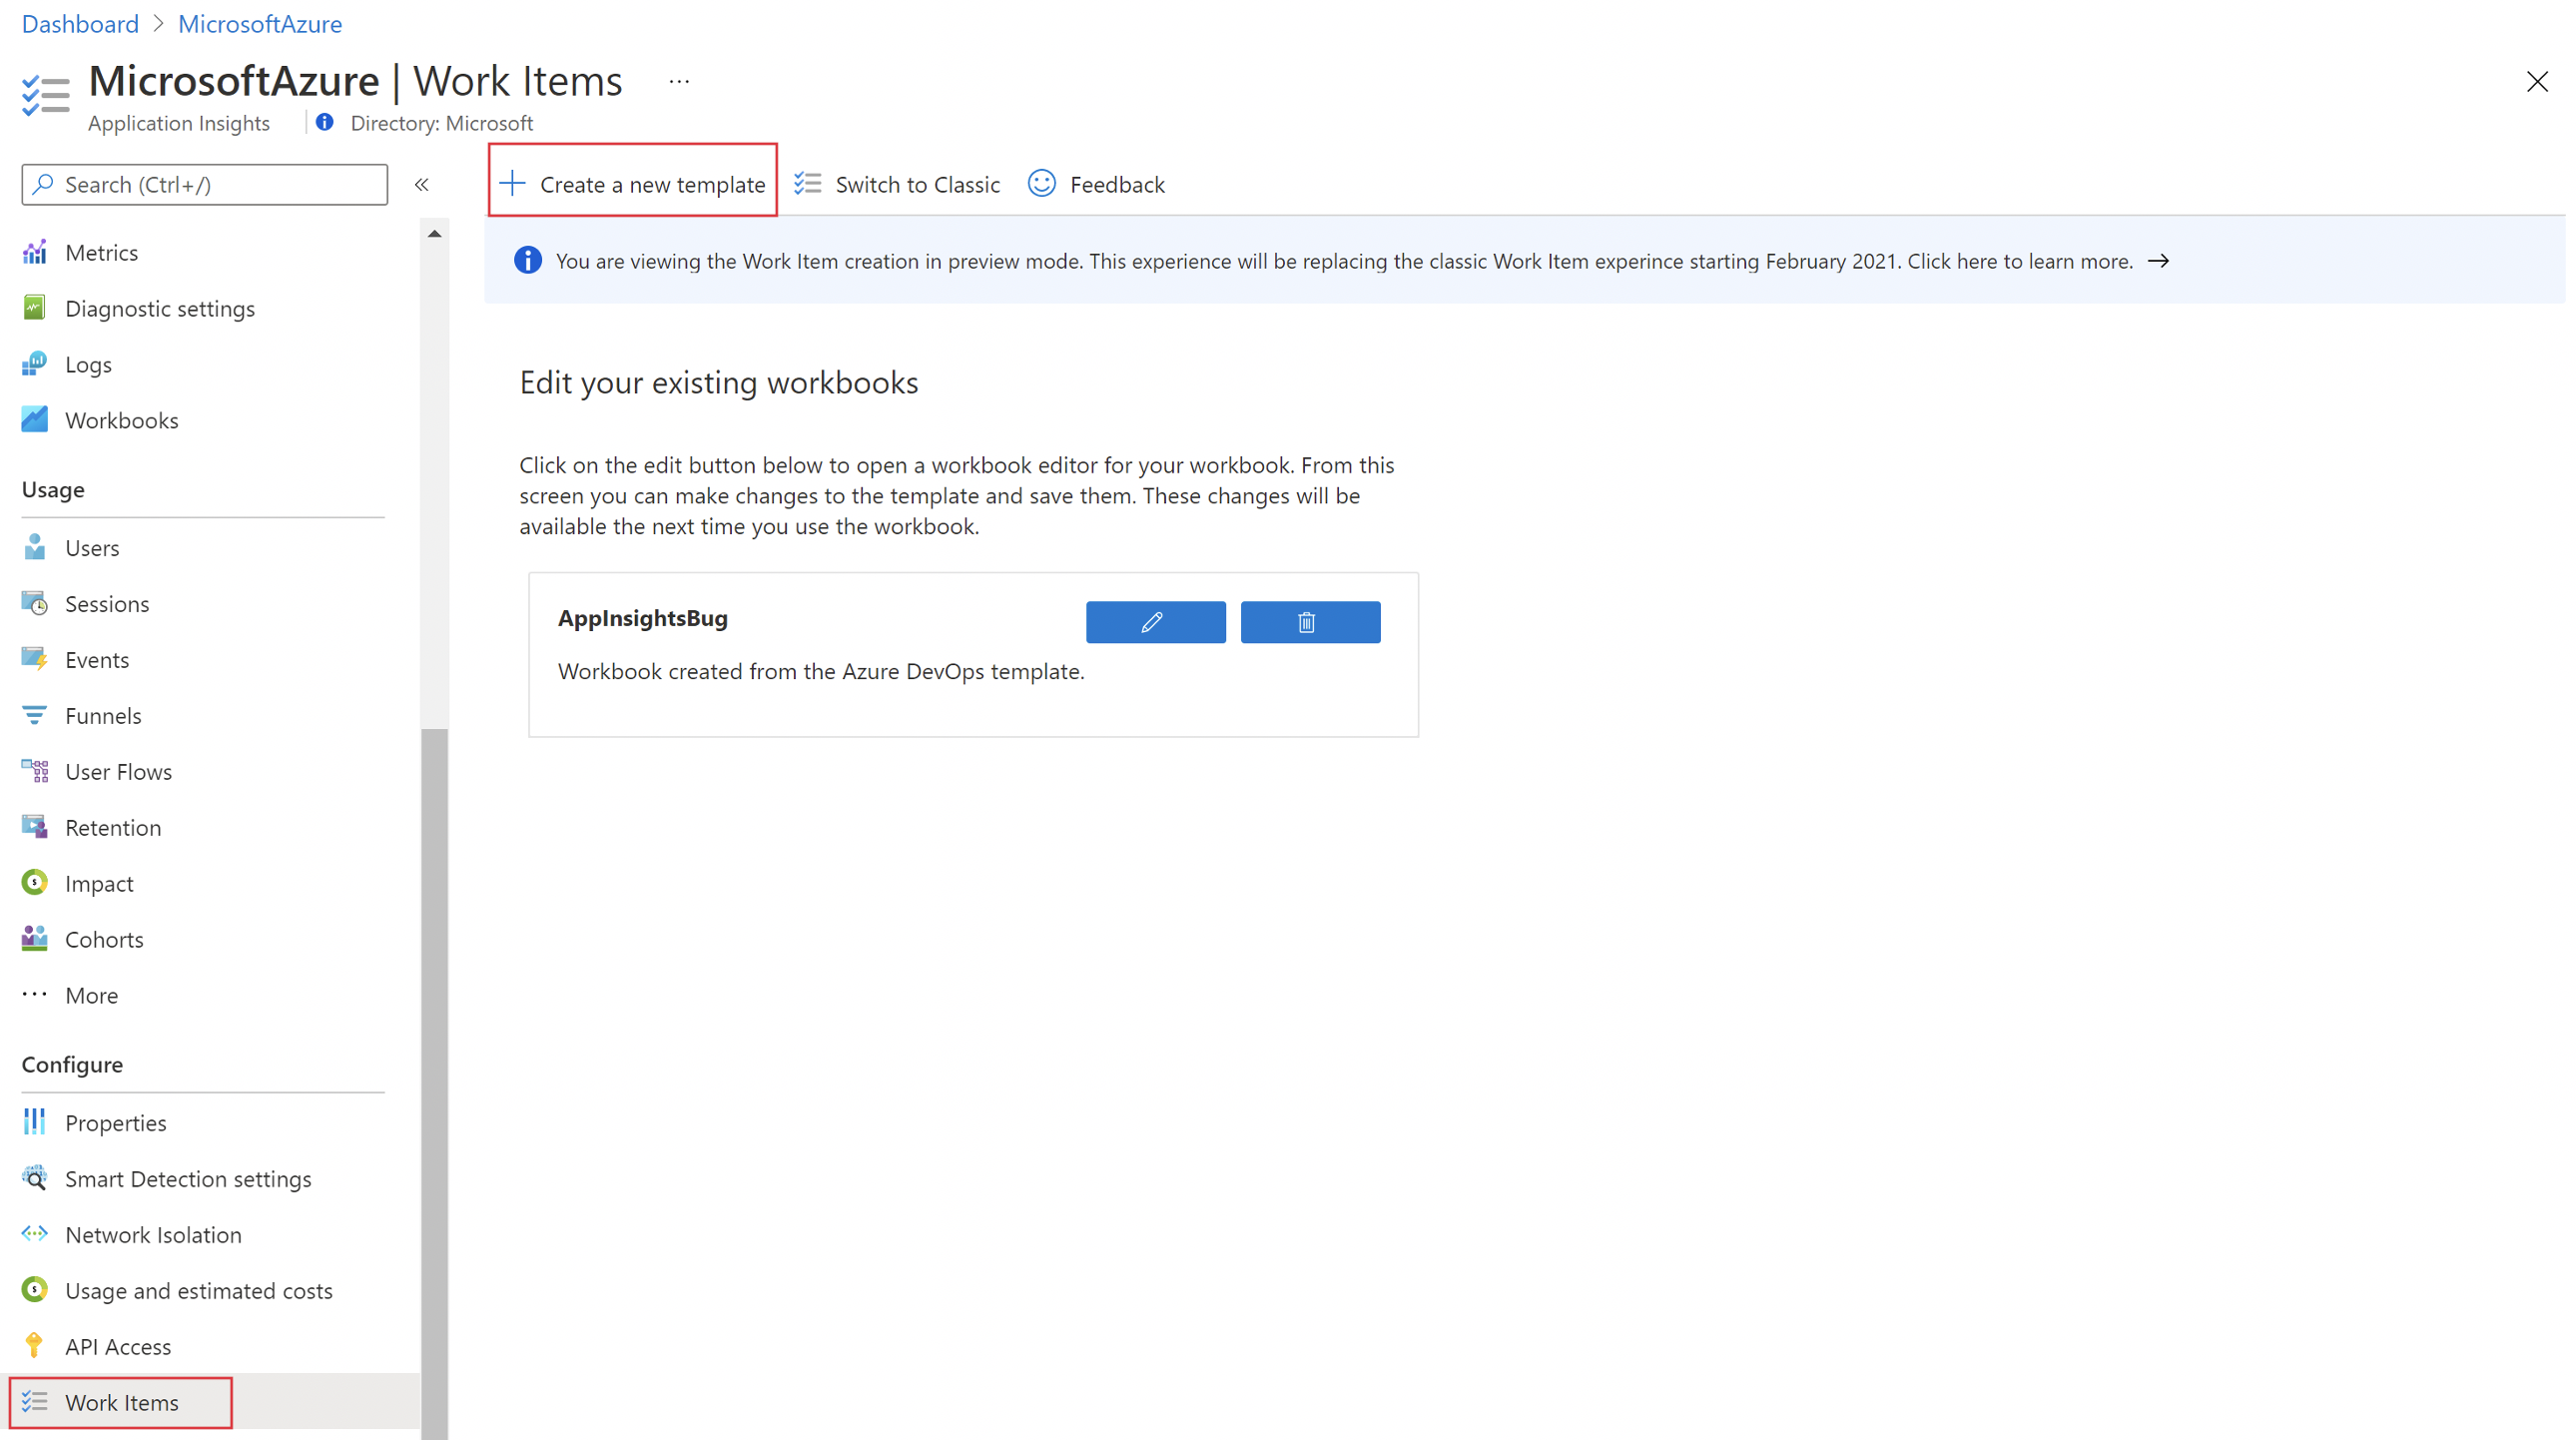 Dashboard > MicrosoftAzure
MicrosoftAzure | Work Items ...
Application Insights
Directory: Microsoft
Search (Ctrl+/)
«
Create a new template
Switch to Classic
Feedback
You are viewing the Work Item creation in preview mode. This experience will be replacing the classic Work Item experince starting February 2021. Click here to learn more. →
Metrics
Diagnostic settings
Logs
Workbooks
Usage
Users
Sessions
Events
Funnels
User Flows
Retention
Impact
Cohorts
More
Configure
Properties
Smart Detection settings
Network Isolation
Usage and estimated costs
API Access
Work Items
Edit your existing workbooks
Click on the edit button below to open a workbook editor for your workbook. From this
screen you can make changes to the template and save them. These changes will be
available the next time you use the workbook.
AppInsightsBug
Workbook created from the Azure DevOps template.